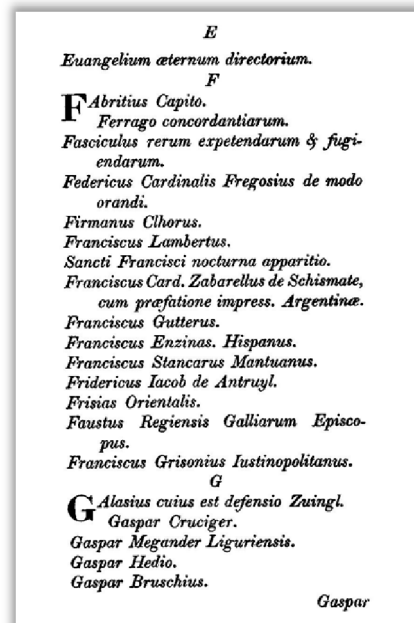 E
Euangelium æternum directorium.
F
FAbritius Capito.
Ferrago concordantiarum.
Fasciculus rerum expetendarum & fugi-
endarum.
Federicus Cardinalis Fregosius de modo
orandi.
Firmanus Clhorus.
Franciscus Lambertus.
Sancti Francisci nocturna apparitio.
Franciscus Card. Zabarellus de Schismate,
cum præfatione impress. Argentinæ.
Franciscus Gutterus.
Franciscus Enzinas. Hispanus.
Franciscus Stancarus Mantuanus.
Fridericus Iacob de Antruyl.
Frisias Orientalis.
Faustus Regiensis Galliarum Episco-
pus.
Franciscus Grisonius Iustinopolitanus.
G
GAlasius cuius est defensio Zuingl.
Gaspar Cruciger.
Gaspar Megander Liguriensis.
Gaspar Hedio.
Gaspar Bruschius.
Gaspar